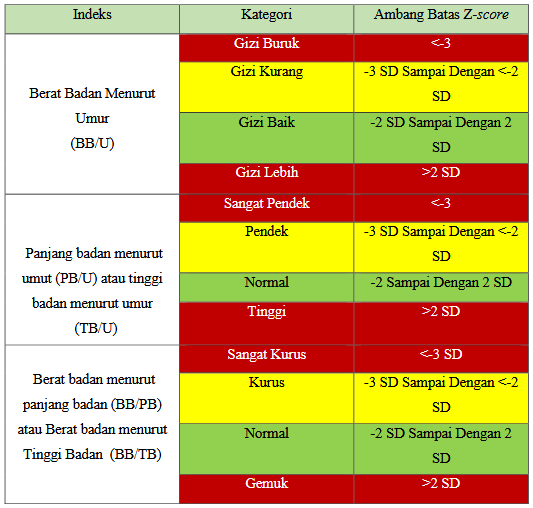 Indeks Kategori Ambang Batas Z-score
Berat Badan Menurut
Umur
(BB/U)
Gizi Buruk <-3
Gizi Kurang -3 SD Sampai Dengan <-2
SD
Gizi Baik -2 SD Sampai Dengan 2
SD
Gizi Lebih >2 SD
Panjang badan menurut
umut (PB/U) atau tinggi
badan menurut umur
(TB/U)
Sangat Pendek <-3
Pendek -3 SD Sampai Dengan <-2
SD
Normal -2 Sampai Dengan 2 SD
Tinggi >2 SD
Berat badan menurut
panjang badan (BB/PB)
atau Berat badan menurut
Tinggi Badan (BB/TB)
Sangat Kurus <-3 SD
Kurus -3 SD Sampai Dengan <-2
SD
Normal -2 SD Sampai Dengan 2
SD
Gemuk >2 SD